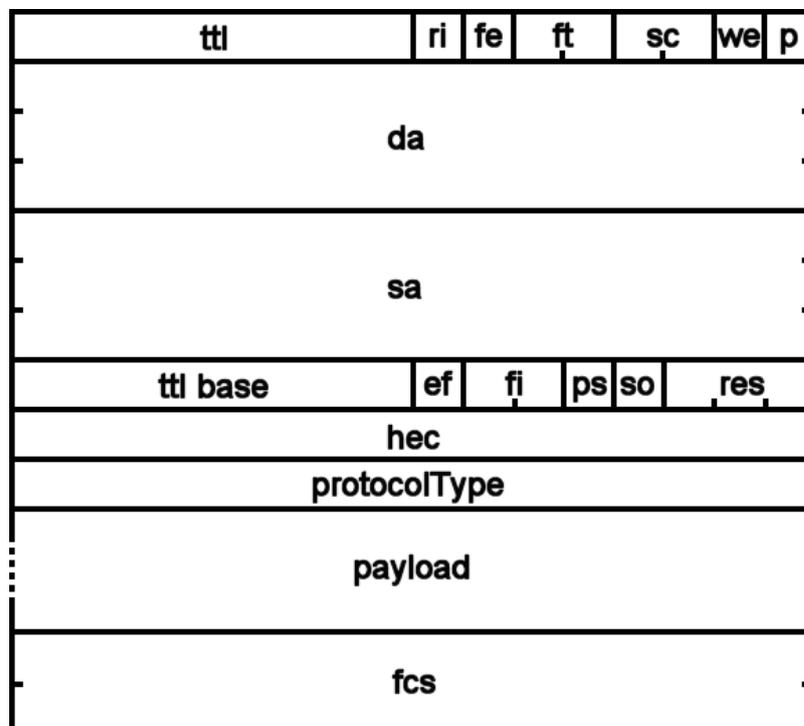 ttl ri fe ft sc we p
da
sa
ttl base ef fi ps so res
hec
protocolType
payload
fcs